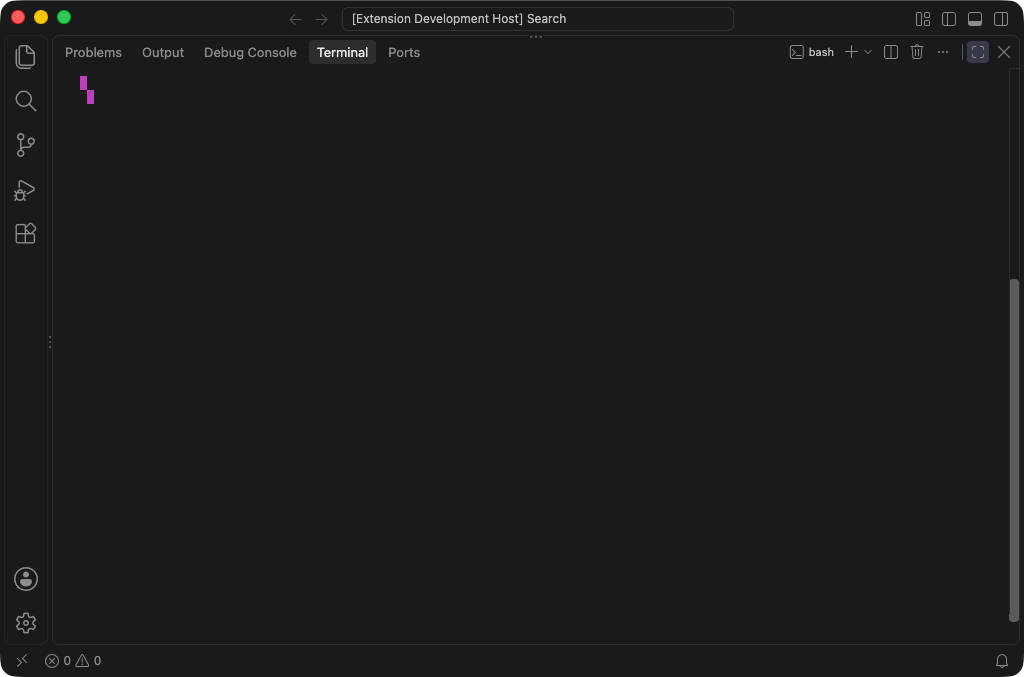 [Extension Development Host] Search
Problems Output Debug Console Terminal Ports
bash
0 0